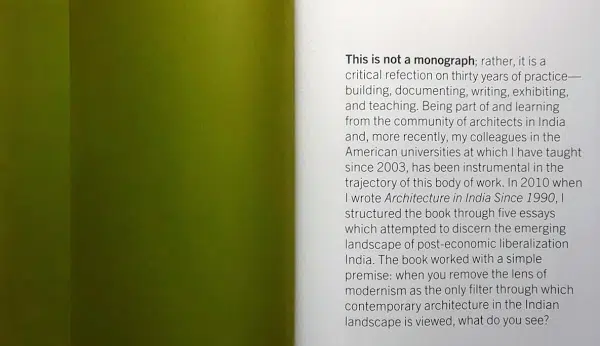 This is not a monograph; rather, it is a
critical refection on thirty years of practice—
building, documenting, writing, exhibiting,
and teaching. Being part of and learning
from the community of architects in India
and, more recently, my colleagues in the
American universities at which I have taught
since 2003, has been instrumental in the
trajectory of this body of work. In 2010 when
I wrote Architecture in India Since 1990, I
structured the book through five essays
which attempted to discern the emerging
landscape of post-economic liberalization
India. The book worked with a simple
premise: when you remove the lens of
modernism as the only filter through which
contemporary architecture in the Indian
landscape is viewed, what do you see?